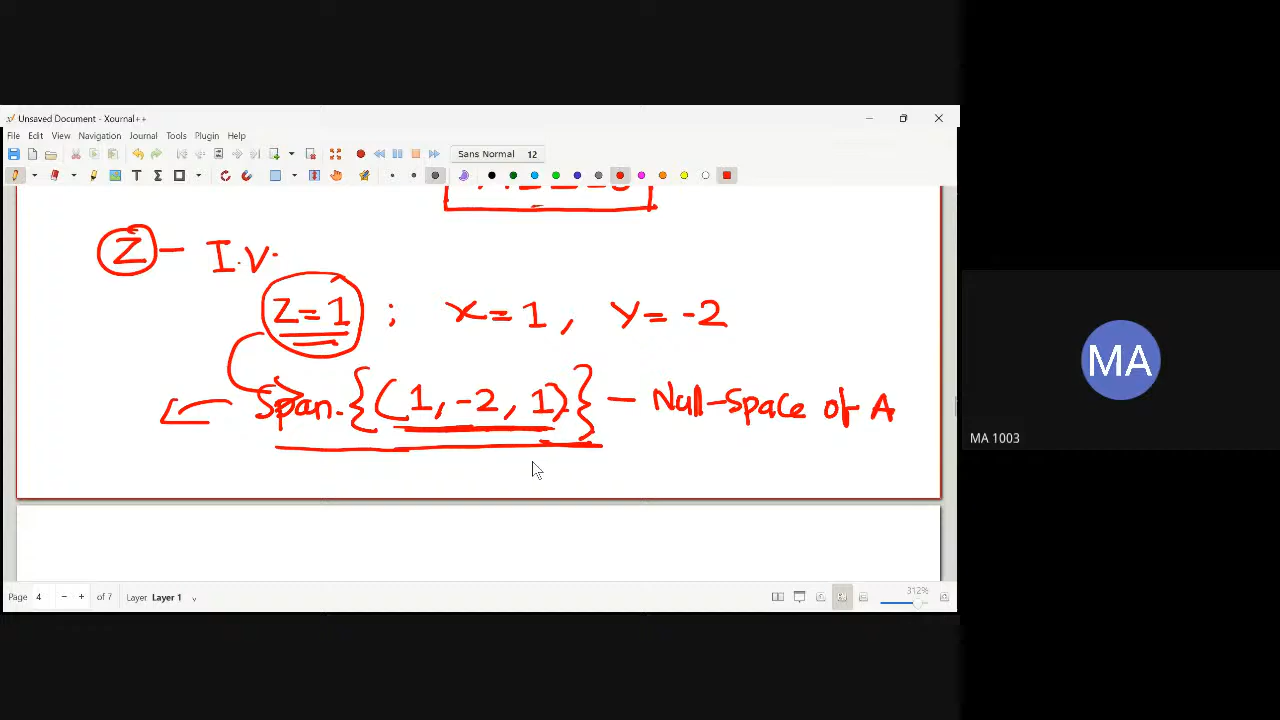 Unsaved Document - Xournal++
File Edit View Navigation Journal Tools Plugin Help
Sans Normal 12
Z - I.V.
Z = 1 ; x = 1 , y = -2
Span. {(1, -2, 1)} - Null-Space of A
MA
MA 1003
Page 4 - + of 7 Layer Layer 1
312%